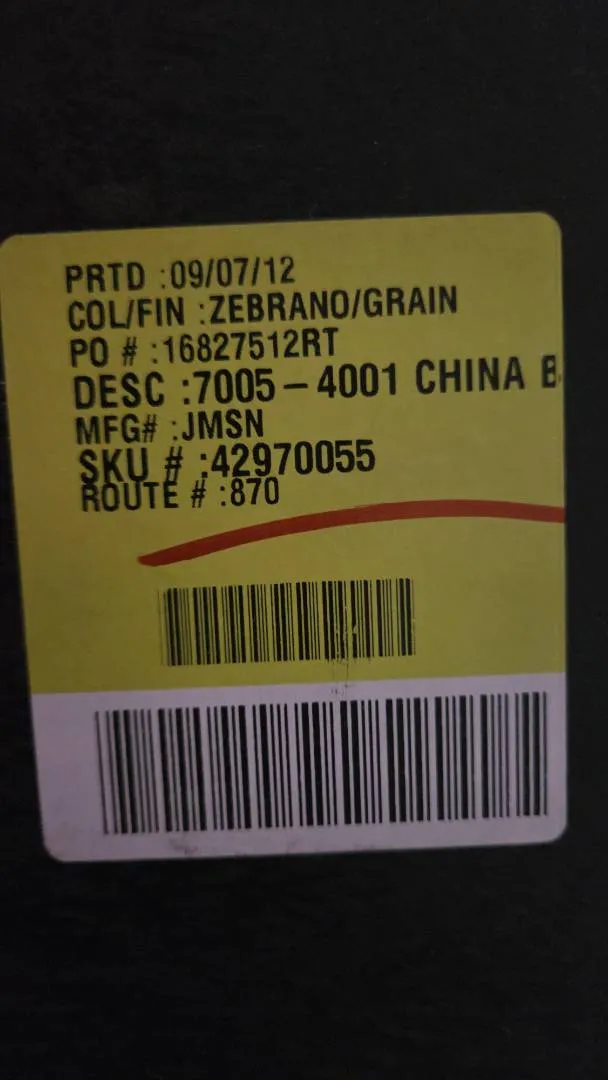 PRTD :09/07/12
COL/FIN :ZEBRANO/GRAIN
PO # :16827512RT
DESC :7005-4001 CHINA B
MFG# :JMSN
SKU # :42970055
ROUTE # :870